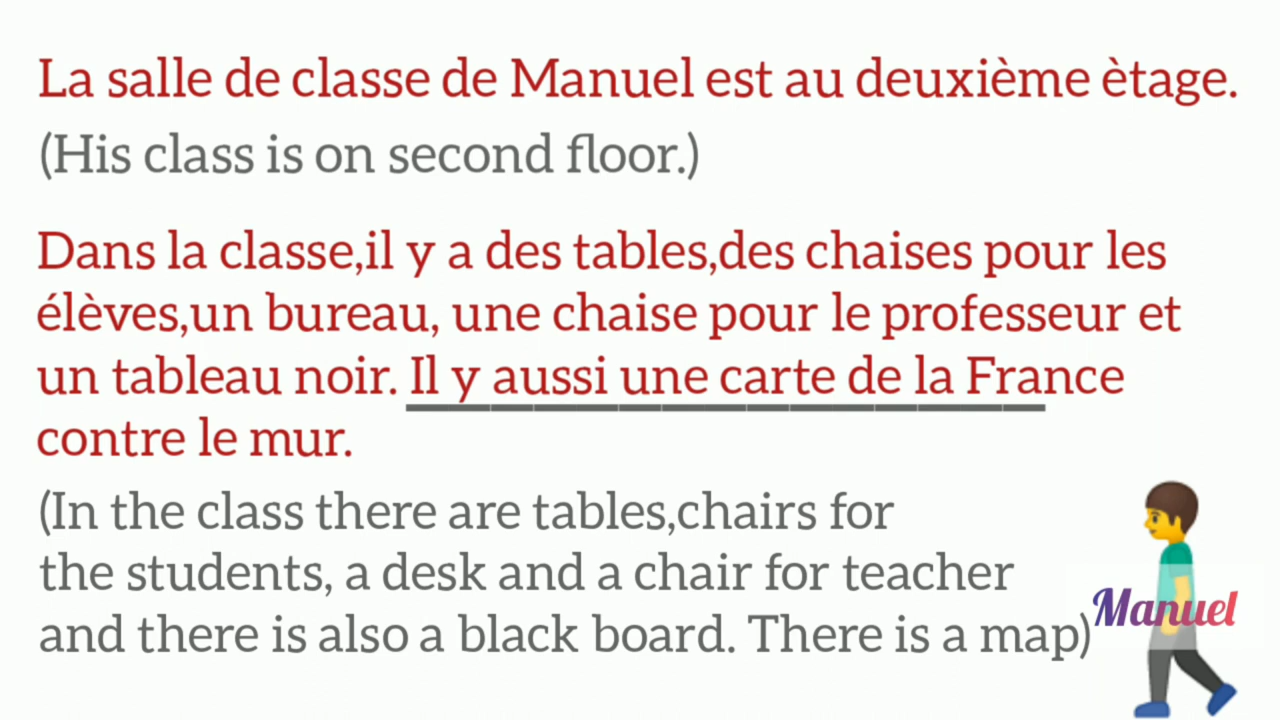 La salle de classe de Manuel est au deuxième ètage.
(His class is on second floor.)
Dans la classe,il y a des tables,des chaises pour les
élèves,un bureau, une chaise pour le professeur et
un tableau noir. Il y aussi une carte de la France
contre le mur.
(In the class there are tables,chairs for
the students, a desk and a chair for teacher
and there is also a black board. There is a map)
Manuel